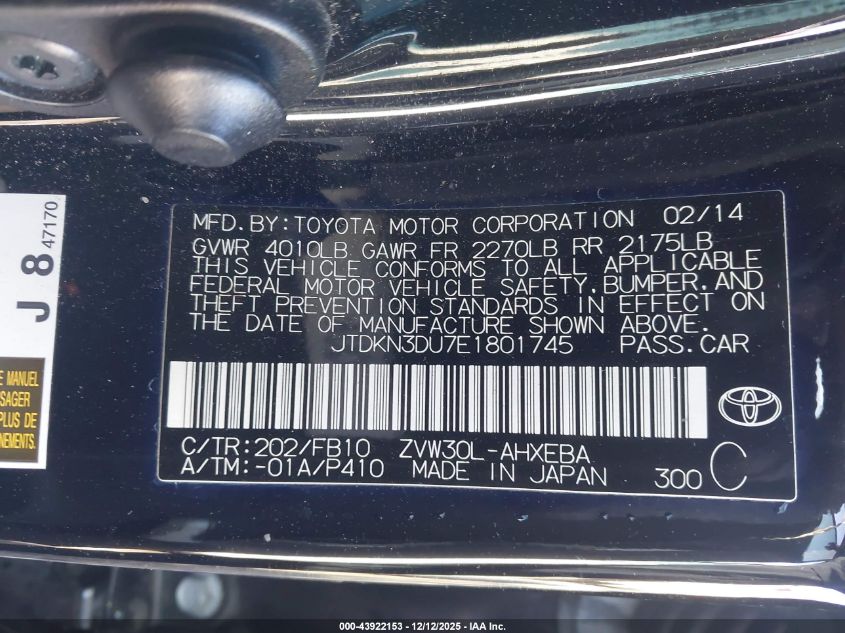 MFD.BY:TOYOTA MOTOR CORPORATION 02/14
GVWR 4010LB GAWR FR 2270LB RR 2175LB
THIS VEHICLE CONFORMS TO ALL APPLICABLE
FEDERAL MOTOR VEHICLE SAFETY,BUMPER,AND
THEFT PREVENTION STANDARDS IN EFFECT ON
THE DATE OF MANUFACTURE SHOWN ABOVE.
JTDKN3DU7E1801745 PASS.CAR
C/TR:202/FB10 ZVW30L-AHXEBA
A/TM:-01A/P410 MADE IN JAPAN 300 C
J 8 47170
E MANUEL
SAGER
PLUS DE
NEMENTS.
000-43922153 - 12/12/2025 - IAA Inc.